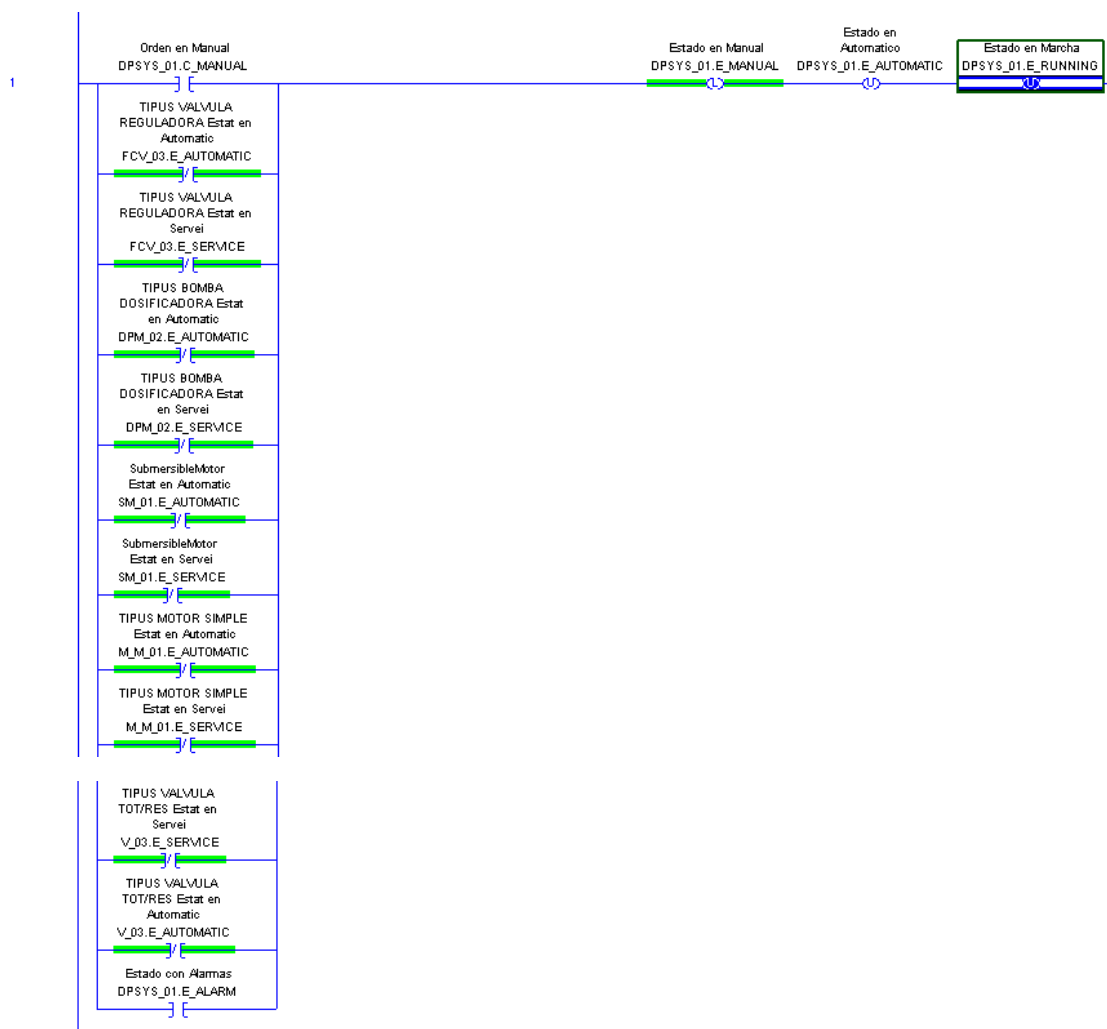 Orden en Manual
DPSYS_01.C_MANUAL
Estado en Manual
DPSYS_01.E_MANUAL
Estado en
Automatico
DPSYS_01.E_AUTOMATIC
Estado en Marcha
DPSYS_01.E_RUNNING
1
L
U
U
TIPUS VALVULA
REGULADORA Estat en
Automatic
FCV_03.E_AUTOMATIC
TIPUS VALVULA
REGULADORA Estat en
Servei
FCV_03.E_SERVICE
TIPUS BOMBA
DOSIFICADORA Estat
en Automatic
DPM_02.E_AUTOMATIC
TIPUS BOMBA
DOSIFICADORA Estat
en Servei
DPM_02.E_SERVICE
SubmersibleMotor
Estat en Automatic
SM_01.E_AUTOMATIC
SubmersibleMotor
Estat en Servei
SM_01.E_SERVICE
TIPUS MOTOR SIMPLE
Estat en Automatic
M_M_01.E_AUTOMATIC
TIPUS MOTOR SIMPLE
Estat en Servei
M_M_01.E_SERVICE
TIPUS VALVULA
TOT/RES Estat en
Servei
V_03.E_SERVICE
TIPUS VALVULA
TOT/RES Estat en
Automatic
V_03.E_AUTOMATIC
Estado con Alarmas
DPSYS_01.E_ALARM